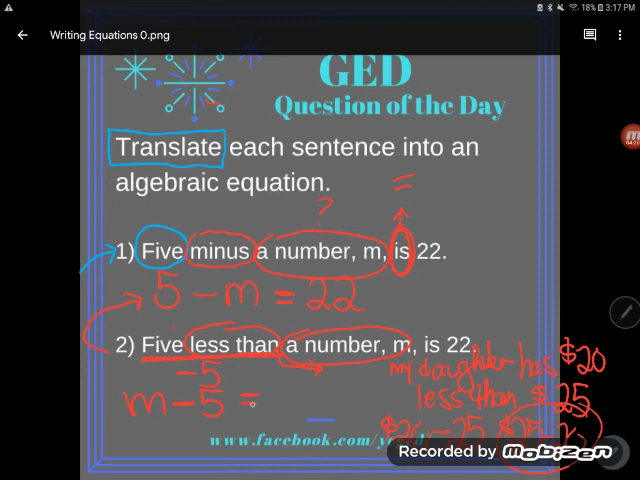 18% 3:17 PM
Writing Equations 0.png
GED
Question of the Day
Translate each sentence into an
algebraic equation.
=
?
1) Five minus a number, m, is 22.
5 - m = 22
2) Five less than a number, m, is 22.
-5
m - 5 =
my daughter has $20
less than $25
www.facebook.com/
Recorded by mobizen